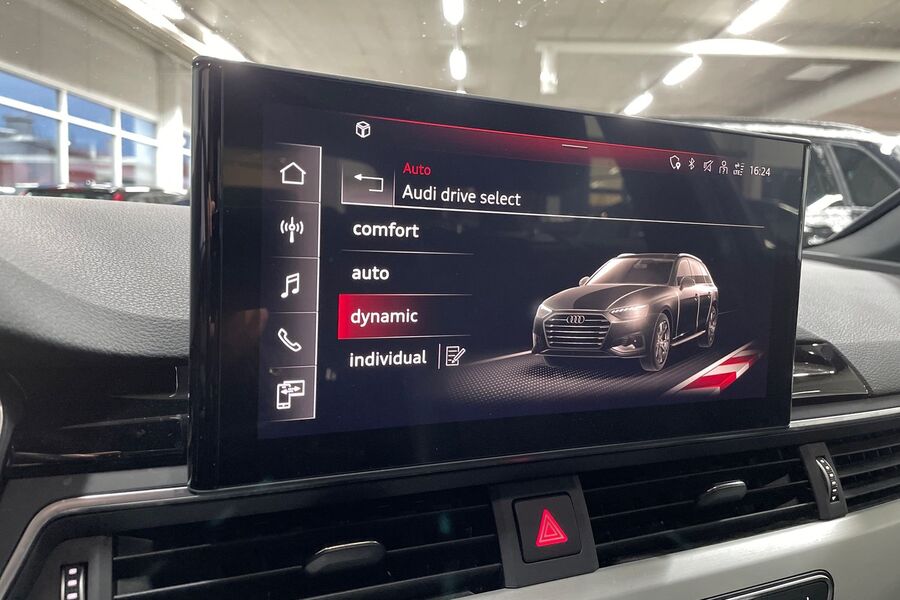 Auto
Audi drive select
16:24
comfort
auto
dynamic
individual